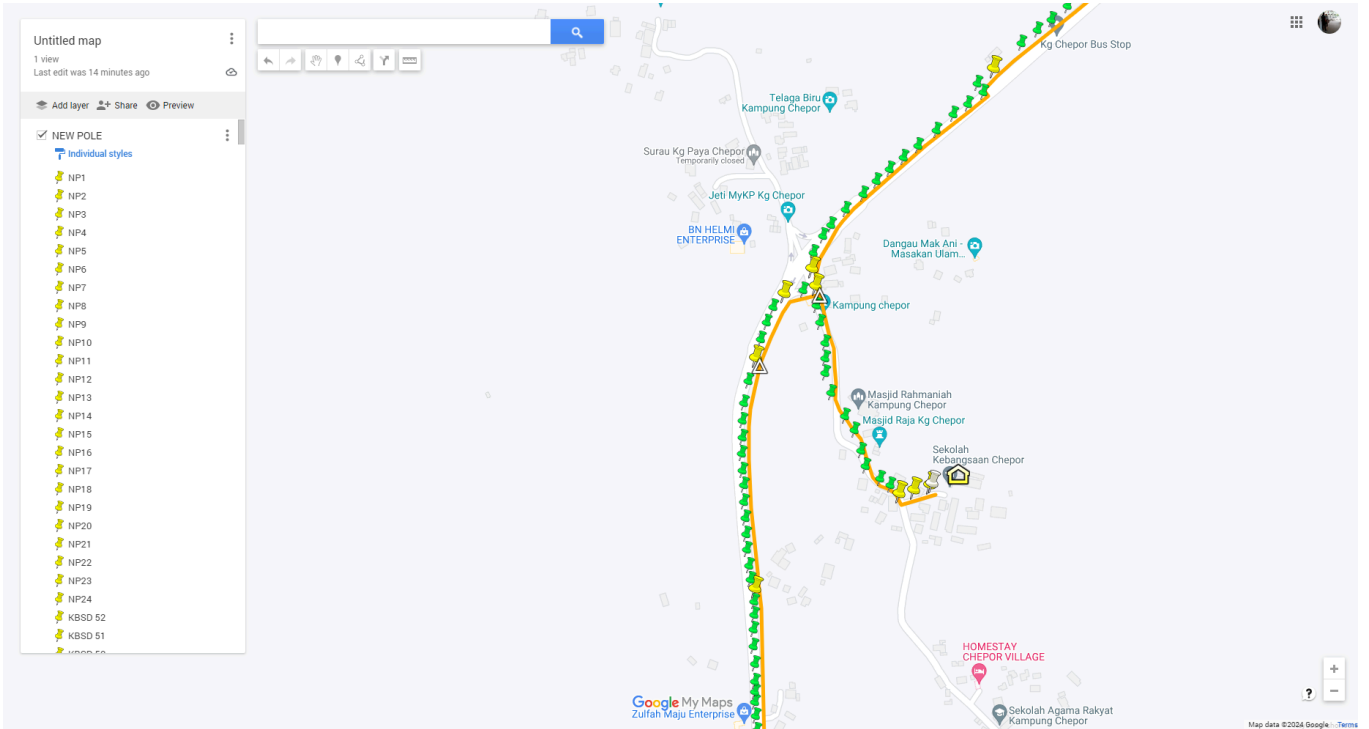 Untitled map
1 view
Last edit was 14 minutes ago
Add layer Share Preview
NEW POLE
Individual styles
NP1
NP2
NP3
NP4
NP5
NP6
NP7
NP8
NP9
NP10
NP11
NP12
NP13
NP14
NP15
NP16
NP17
NP18
NP19
NP20
NP21
NP22
NP23
NP24
KBSD 52
KBSD 51
Kg Chepor Bus Stop
Telaga Biru
Kampung Chepor
Surau Kg Paya Chepor
Temporarily closed
Jeti MyKP Kg Chepor
BN HELMI
ENTERPRISE
Dangau Mak Ani -
Masakan Ulam...
Kampung chepor
Masjid Rahmaniah
Kampung Chepor
Masjid Raja Kg Chepor
Sekolah
Kebangsaan Chepor
HOMESTAY
CHEPOR VILLAGE
Google My Maps
Zulfah Maju Enterprise
Sekolah Agama Rakyat
Kampung Chepor
?
Map data ©2024 Google Terms